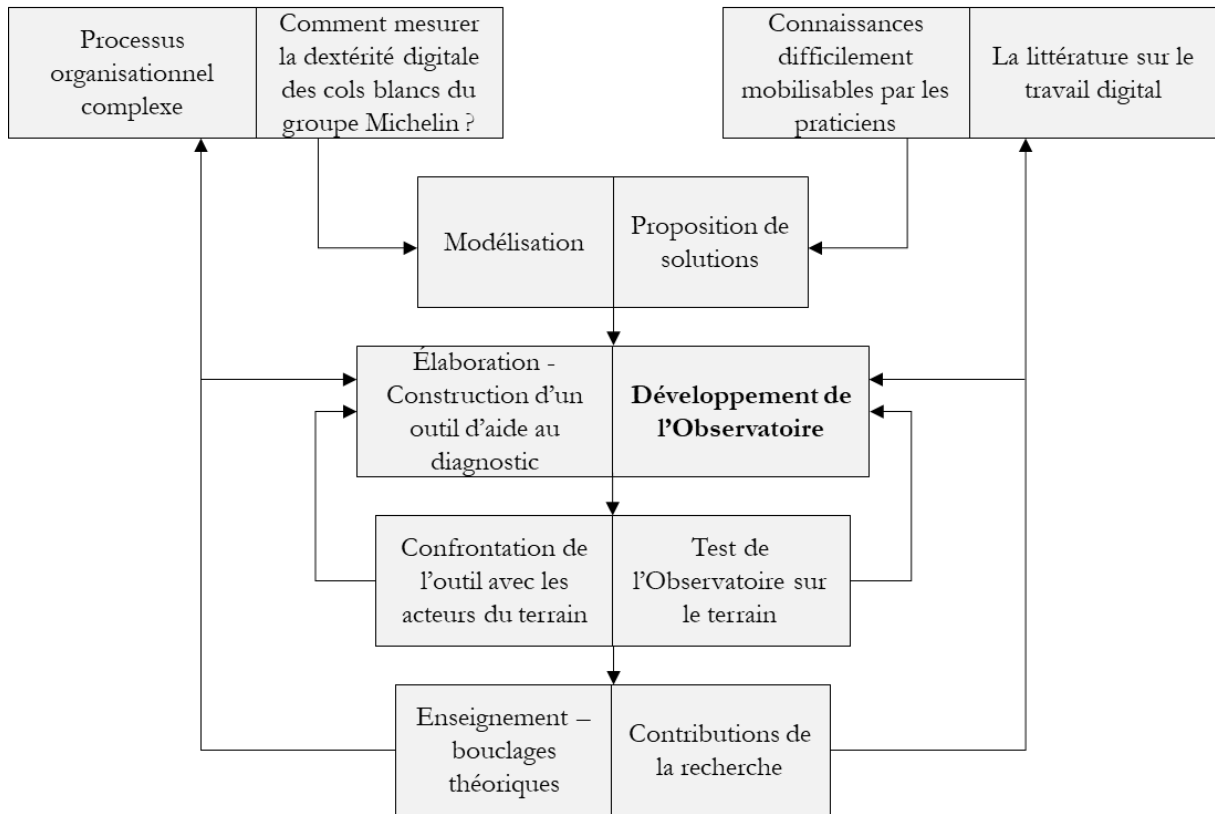 Processus
organisationnel
complexe
Comment mesurer
la dextérité digitale
des cols blancs du
groupe Michelin ?
Connaissances
difficilement
mobilisables par les
praticiens
La littérature sur le
travail digital
Modélisation
Proposition de
solutions
Élaboration -
Construction d’un
outil d’aide au
diagnostic
Développement de
l’Observatoire
Confrontation de
l’outil avec les
acteurs du terrain
Test de
l’Observatoire sur
le terrain
Enseignement –
bouclages
théoriques
Contributions de
la recherche